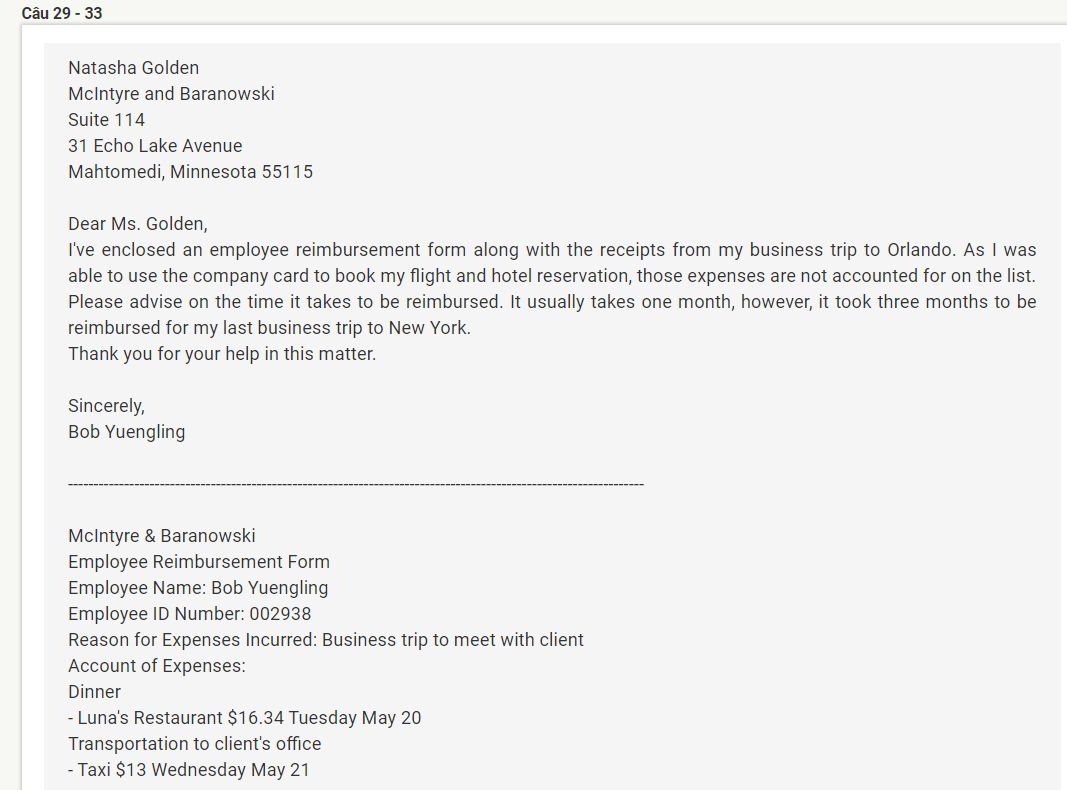 Câu 29 - 33
Natasha Golden
McIntyre and Baranowski
Suite 114
31 Echo Lake Avenue
Mahtomedi, Minnesota 55115
Dear Ms. Golden,
I've enclosed an employee reimbursement form along with the receipts from my business trip to Orlando. As I was
able to use the company card to book my flight and hotel reservation, those expenses are not accounted for on the list.
Please advise on the time it takes to be reimbursed. It usually takes one month, however, it took three months to be
reimbursed for my last business trip to New York.
Thank you for your help in this matter.
Sincerely,
Bob Yuengling
-------------------------------------------------------------------------------------------------------------------
McIntyre & Baranowski
Employee Reimbursement Form
Employee Name: Bob Yuengling
Employee ID Number: 002938
Reason for Expenses Incurred: Business trip to meet with client
Account of Expenses:
Dinner
- Luna's Restaurant $16.34 Tuesday May 20
Transportation to client's office
- Taxi $13 Wednesday May 21